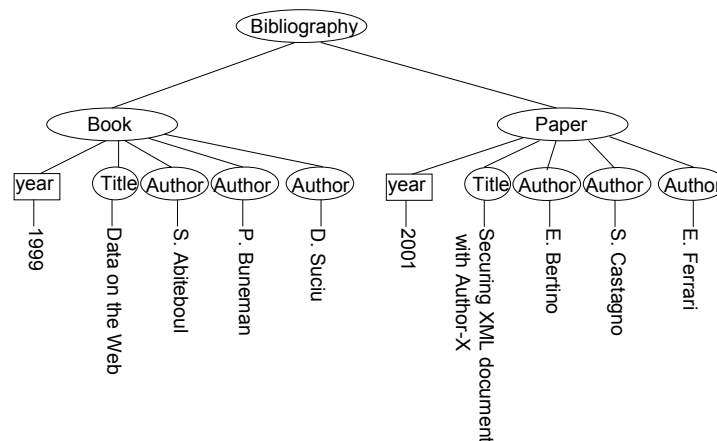 Bibliography
Book
Paper
year
Title
Author
Author
Author
year
Title
Author
Author
Author
1999
Data on the Web
S. Abiteboul
P. Buneman
D. Suciu
2001
Securing XML document
with Author-X
E. Bertino
S. Castagno
E. Ferrari